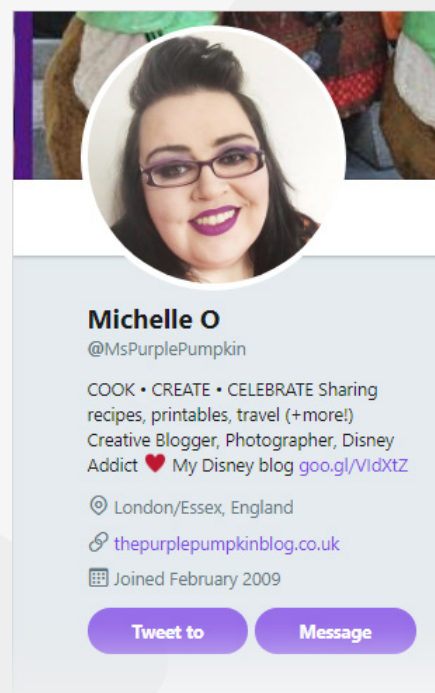 Michelle O
@MsPurplePumpkin
COOK • CREATE • CELEBRATE Sharing
recipes, printables, travel (+more!)
Creative Blogger, Photographer, Disney
Addict ♥ My Disney blog goo.gl/VIdXtZ
London/Essex, England
thepurplepumpkinblog.co.uk
Joined February 2009
Tweet to
Message